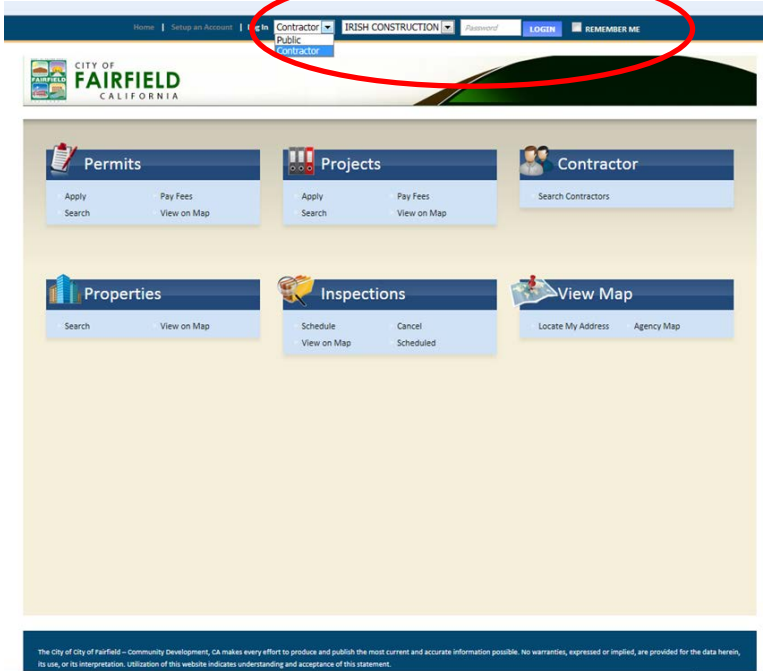 Home | Setup an Account | Log In Contractor IRISH CONSTRUCTION Password LOGIN REMEMBER ME
Public
Contractor
CITY OF
FAIRFIELD
CALIFORNIA
FAIRFIELD
Permits
Apply Pay Fees
Search View on Map
Projects
Apply Pay Fees
Search View on Map
Contractor
Search Contractors
Properties
Search View on Map
Inspections
Schedule Cancel
View on Map Scheduled
View Map
Locate My Address Agency Map
The City of City of Fairfield – Community Development, CA makes every effort to produce and publish the most current and accurate information possible. No warranties, expressed or implied, are provided for the data herein,
its use, or its interpretation. Utilization of this website indicates understanding and acceptance of this statement.